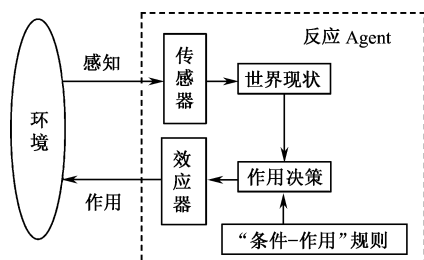 反应 Agent
感知
传感器
世界现状
环境
效应器
作用决策
作用
“条件-作用”规则